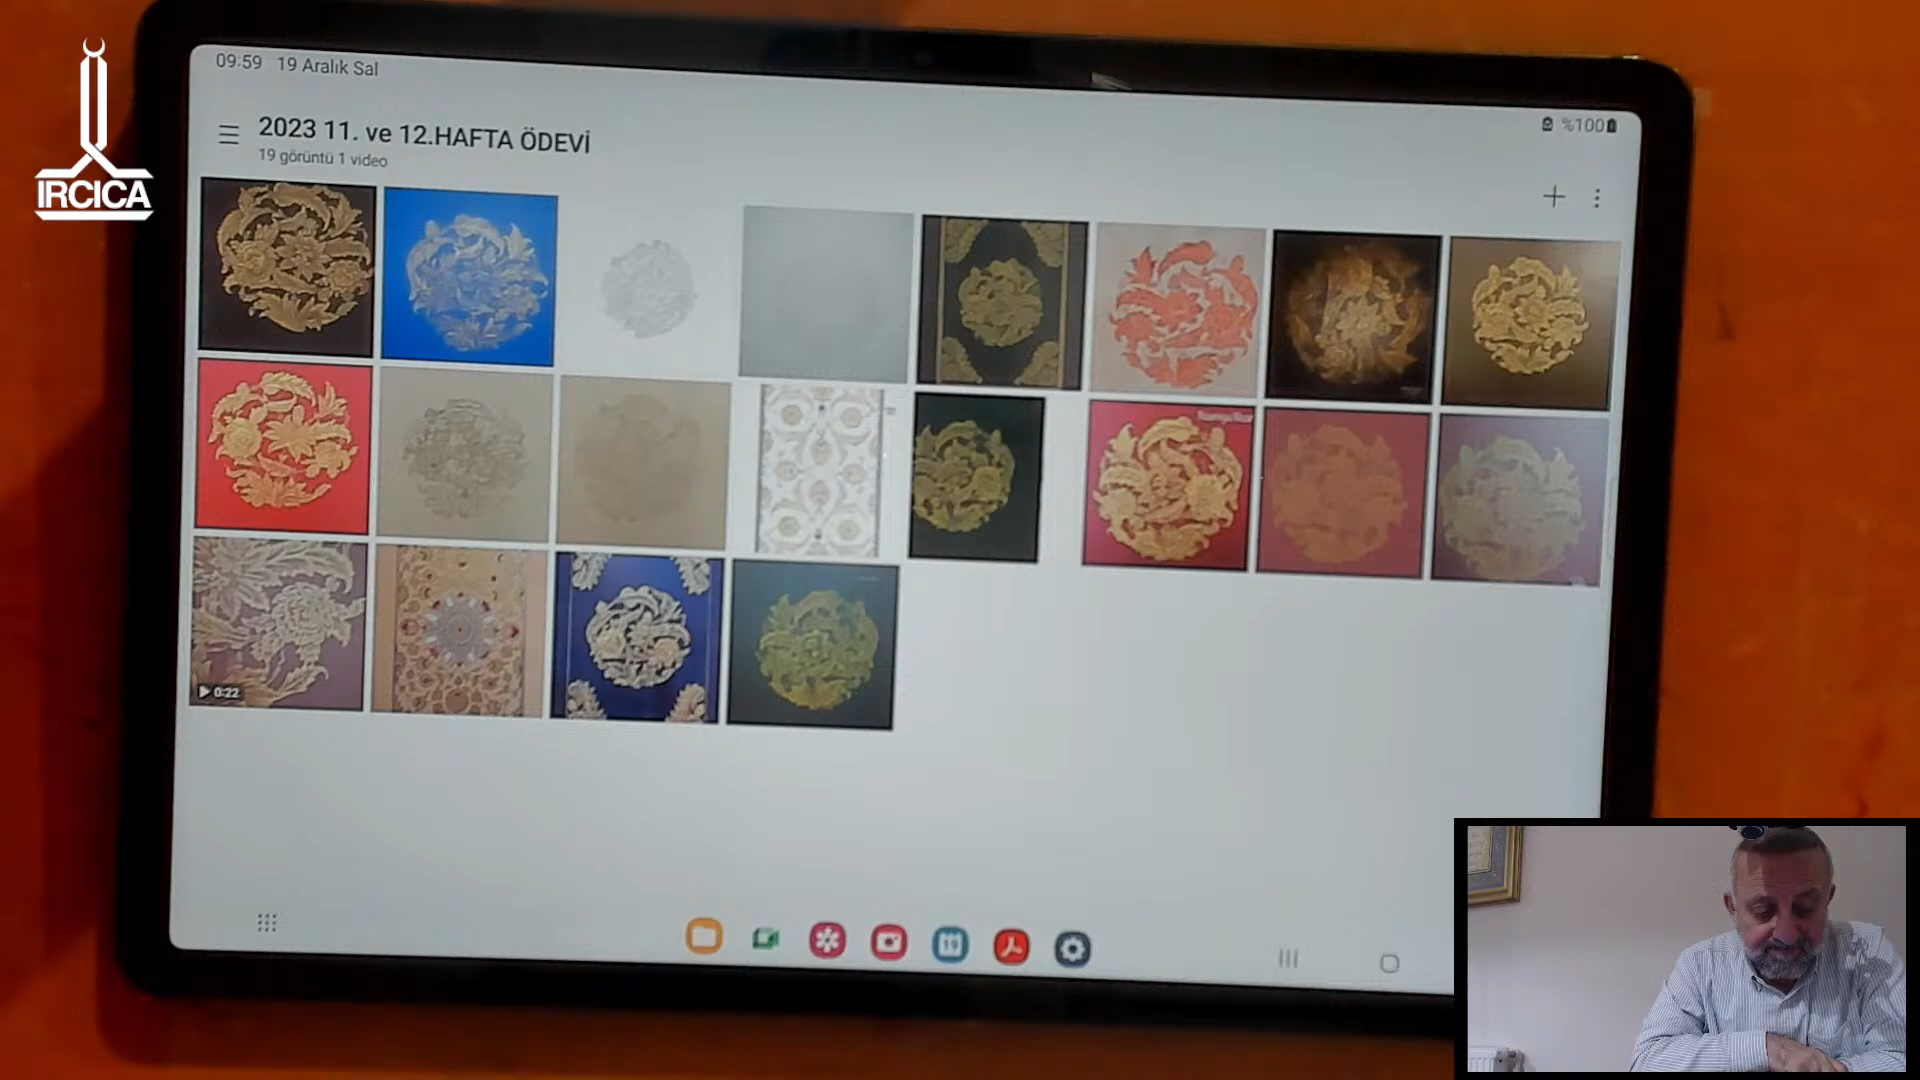 IRCICA
09:59 19 Aralık Sal
%100
2023 11. ve 12.HAFTA ÖDEVİ
19 görüntü 1 video
0:22
19